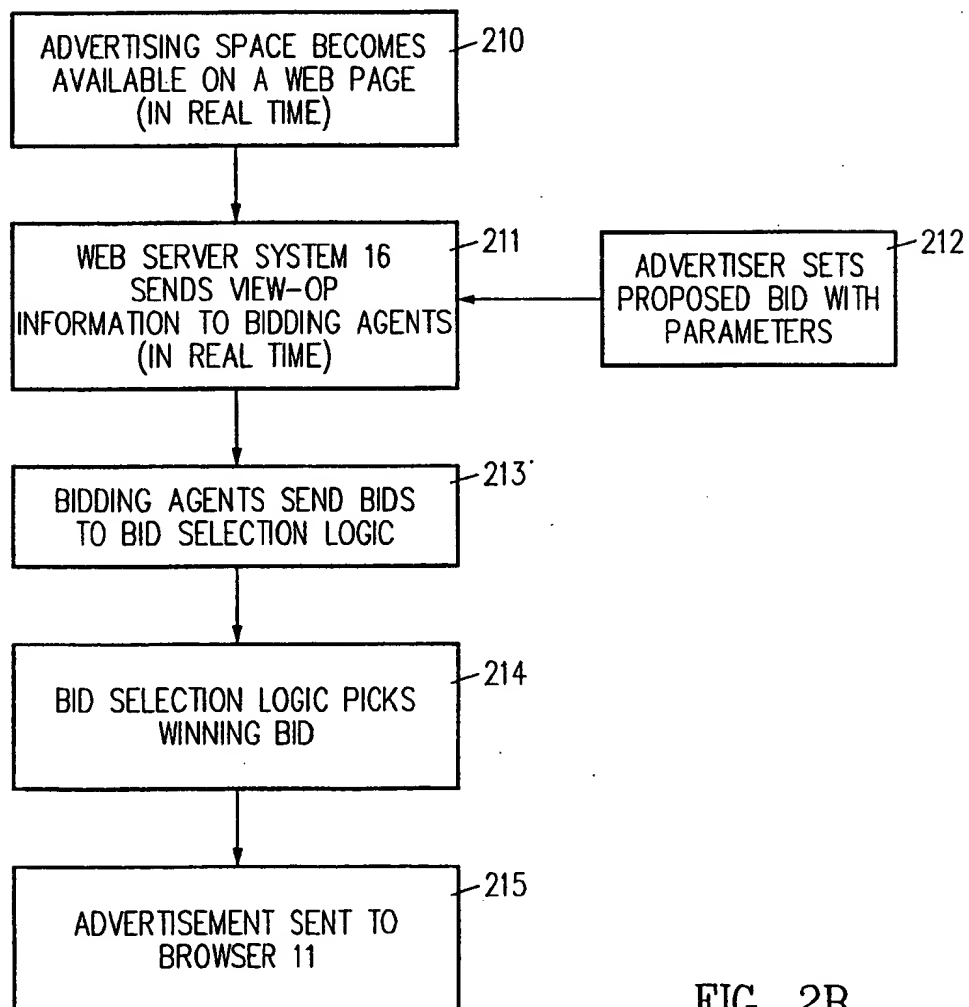 ADVERTISING SPACE BECOMES
AVAILABLE ON A WEB PAGE
(IN REAL TIME)
210
WEB SERVER SYSTEM 16
SENDS VIEW-OP
INFORMATION TO BIDDING AGENTS
(IN REAL TIME)
211
ADVERTISER SETS
PROPOSED BID WITH
PARAMETERS
212
BIDDING AGENTS SEND BIDS
TO BID SELECTION LOGIC
213
BID SELECTION LOGIC PICKS
WINNING BID
214
ADVERTISEMENT SENT TO
BROWSER 11
215
FIG. 2B